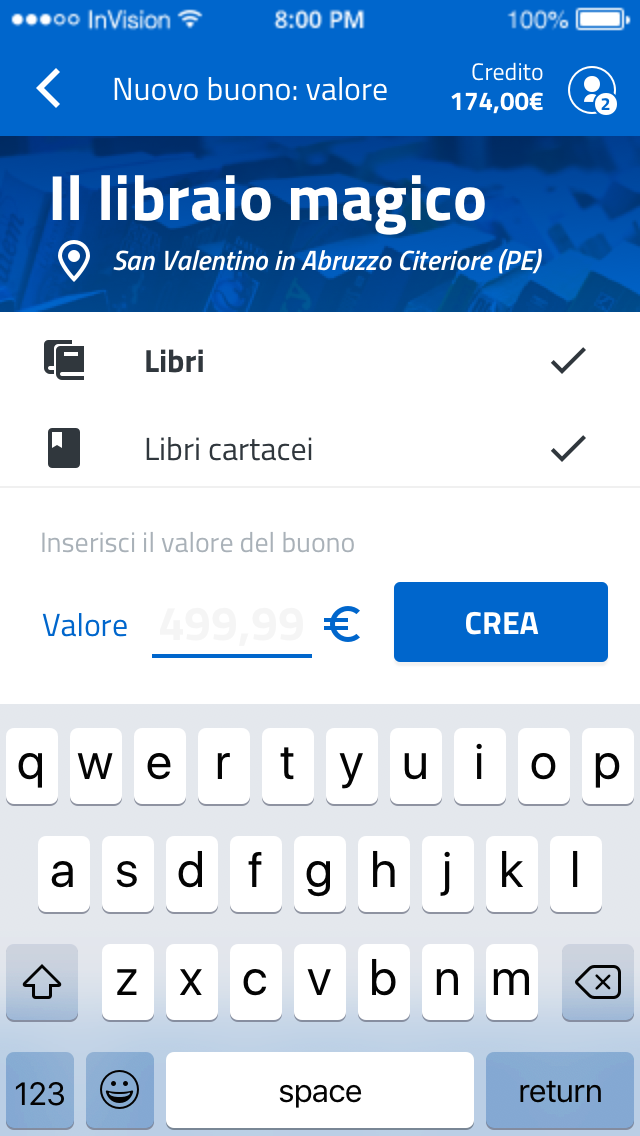 InVision 8:00 PM 100%
Nuovo buono: valore
Credito
174,00€
2
Il libraio magico
San Valentino in Abruzzo Citeriore (PE)
Libri
Libri cartacei
Inserisci il valore del buono
Valore 499,99 € CREA
q w e r t y u i o p
a s d f g h j k l
z x c v b n m
123 space return